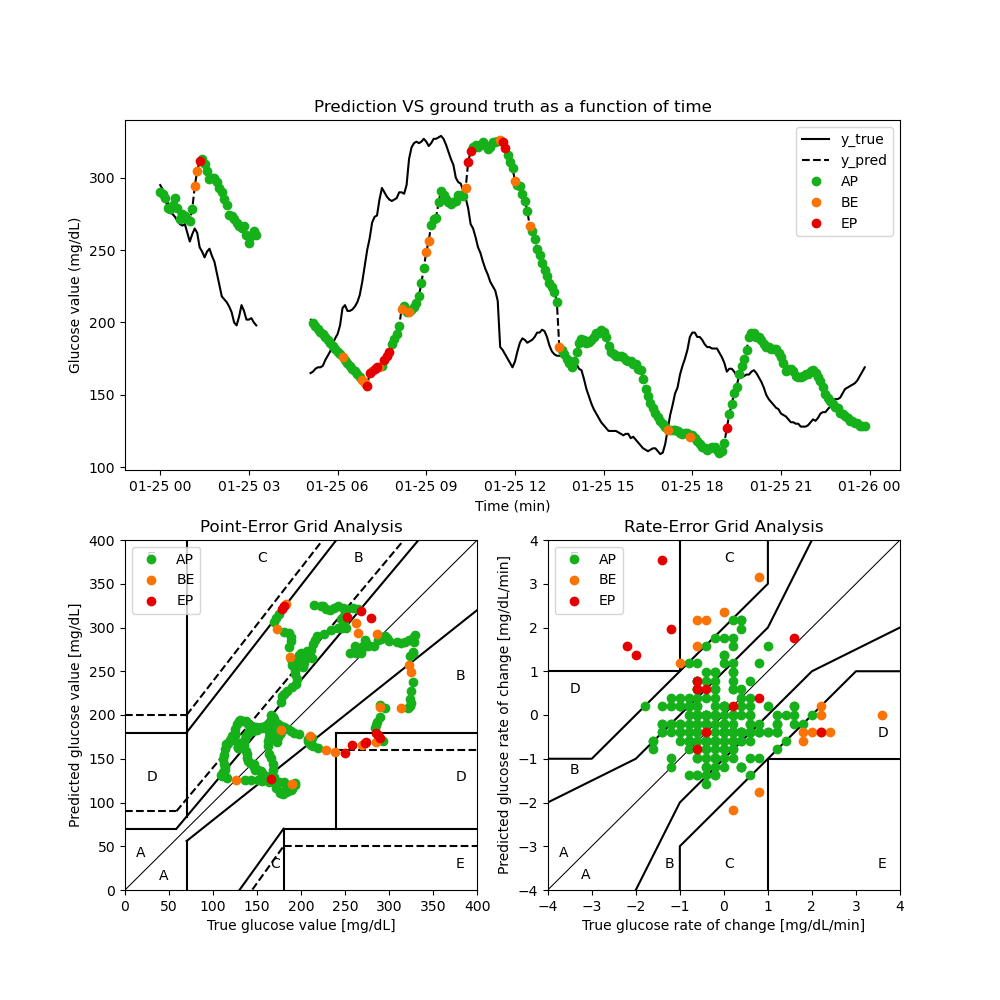 Prediction VS ground truth as a function of time
Glucose value (mg/dL)
300
250
200
150
100
y_true
y_pred
AP
BE
EP
01-25 00 01-25 03 01-25 06 01-25 09 01-25 12 01-25 15 01-25 18 01-25 21 01-26 00
Time (min)
Point-Error Grid Analysis
Predicted glucose value [mg/dL]
400
350
300
250
200
150
100
50
0
AP
BE
EP
C
B
B
D
D
A
A
C
E
0 50 100 150 200 250 300 350 400
True glucose value [mg/dL]
Rate-Error Grid Analysis
Predicted glucose rate of change [mg/dL/min]
4
3
2
1
0
−1
−2
−3
−4
AP
BE
EP
C
D
D
B
A
A
B
C
E
−4 −3 −2 −1 0 1 2 3 4
True glucose rate of change [mg/dL/min]